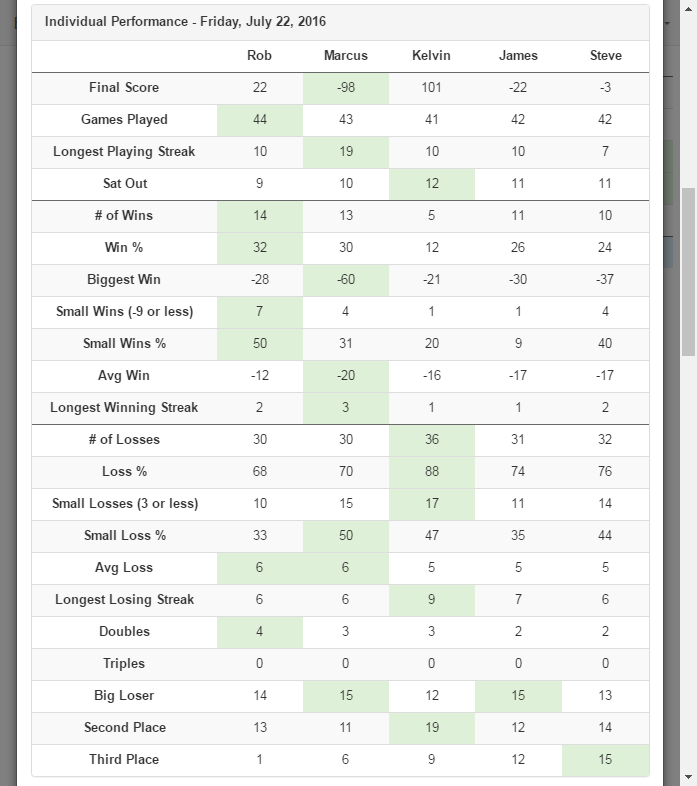 Individual Performance - Friday, July 22, 2016
Rob Marcus Kelvin James Steve
Final Score 22 -98 101 -22 -3
Games Played 44 43 41 42 42
Longest Playing Streak 10 19 10 10 7
Sat Out 9 10 12 11 11
# of Wins 14 13 5 11 10
Win % 32 30 12 26 24
Biggest Win -28 -60 -21 -30 -37
Small Wins (-9 or less) 7 4 1 1 4
Small Wins % 50 31 20 9 40
Avg Win -12 -20 -16 -17 -17
Longest Winning Streak 2 3 1 1 2
# of Losses 30 30 36 31 32
Loss % 68 70 88 74 76
Small Losses (3 or less) 10 15 17 11 14
Small Loss % 33 50 47 35 44
Avg Loss 6 6 5 5 5
Longest Losing Streak 6 6 9 7 6
Doubles 4 3 3 2 2
Triples 0 0 0 0 0
Big Loser 14 15 12 15 13
Second Place 13 11 19 12 14
Third Place 1 6 9 12 15